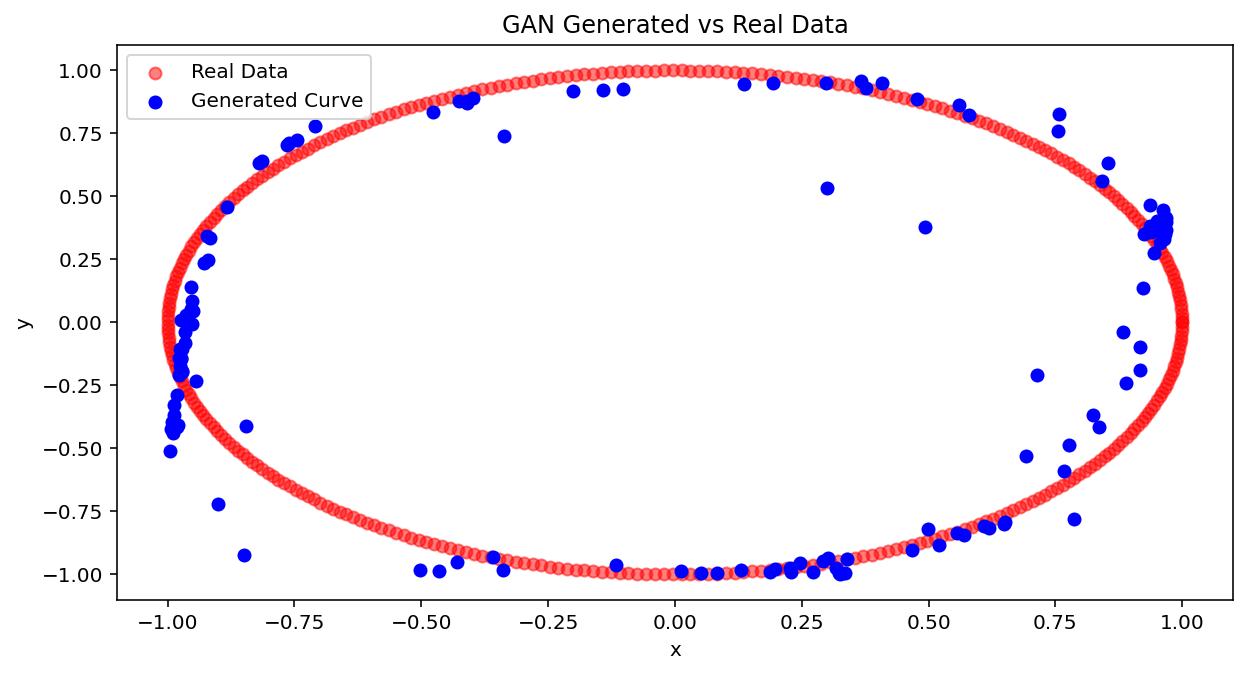 GAN Generated vs Real Data
Real Data
Generated Curve
1.00
0.75
0.50
0.25
0.00
−0.25
−0.50
−0.75
−1.00
y
−1.00 −0.75 −0.50 −0.25 0.00 0.25 0.50 0.75 1.00
x